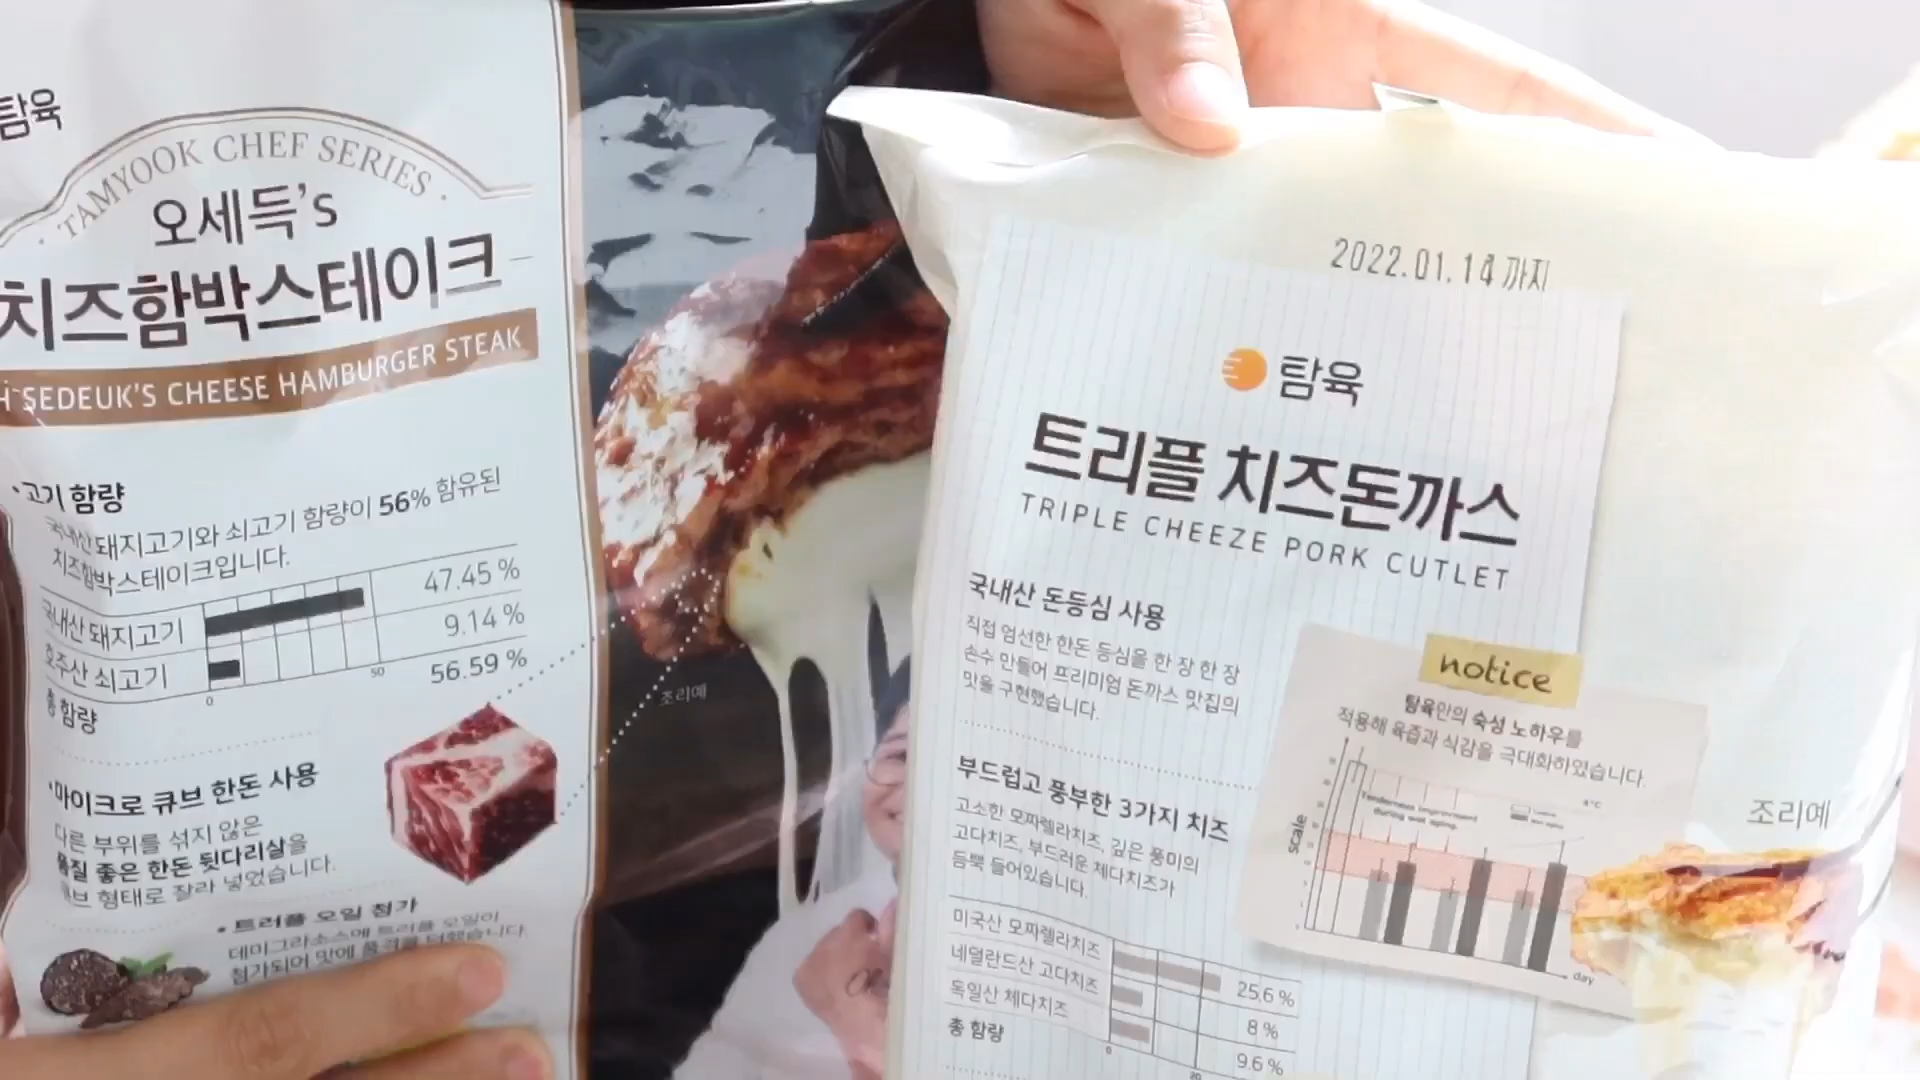 탐육
TAMYOOK CHEF SERIES
오세득's
치즈함박스테이크
SEDEUK'S CHEESE HAMBURGER STEAK
·고기 함량
국내산 돼지고기와 쇠고기 함량이 56% 함유된
치즈함박스테이크입니다.
국내산 돼지고기 47.45 %
호주산 쇠고기 9.14 %
총 함량 56.59 %
0 50
·마이크로 큐브 한돈 사용
다른 부위를 섞지 않은
품질 좋은 한돈 뒷다리살을
큐브 형태로 잘라 넣었습니다.
• 트러플 오일 첨가
데미그라소스에 트러플 오일이
첨가되어 맛에 풍격을 더했습니다.
조리예
2022.01.14 까지
탐육
트리플 치즈돈까스
TRIPLE CHEEZE PORK CUTLET
국내산 돈등심 사용
직접 엄선한 한돈 등심을 한 장 한 장
손수 만들어 프리미엄 돈까스 맛집의
맛을 구현했습니다.
부드럽고 풍부한 3가지 치즈
고소한 모짜렐라치즈, 깊은 풍미의
고다치즈, 부드러운 체다치즈가
듬뿍 들어있습니다.
미국산 모짜렐라치즈 25.6 %
네덜란드산 고다치즈 8 %
독일산 체다치즈 9.6 %
총 함량
0 20
notice
탐육만의 숙성 노하우를
적용해 육즙과 식감을 극대화하였습니다.
Tenderness improvement
during wet aging.
scale
day
조리예